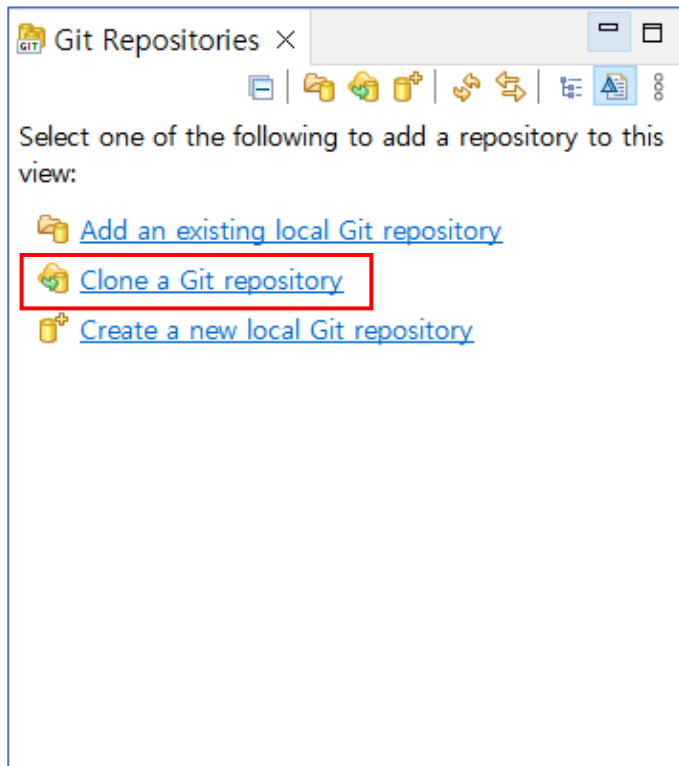 GIT Git Repositories
Select one of the following to add a repository to this
view:
Add an existing local Git repository
Clone a Git repository
Create a new local Git repository